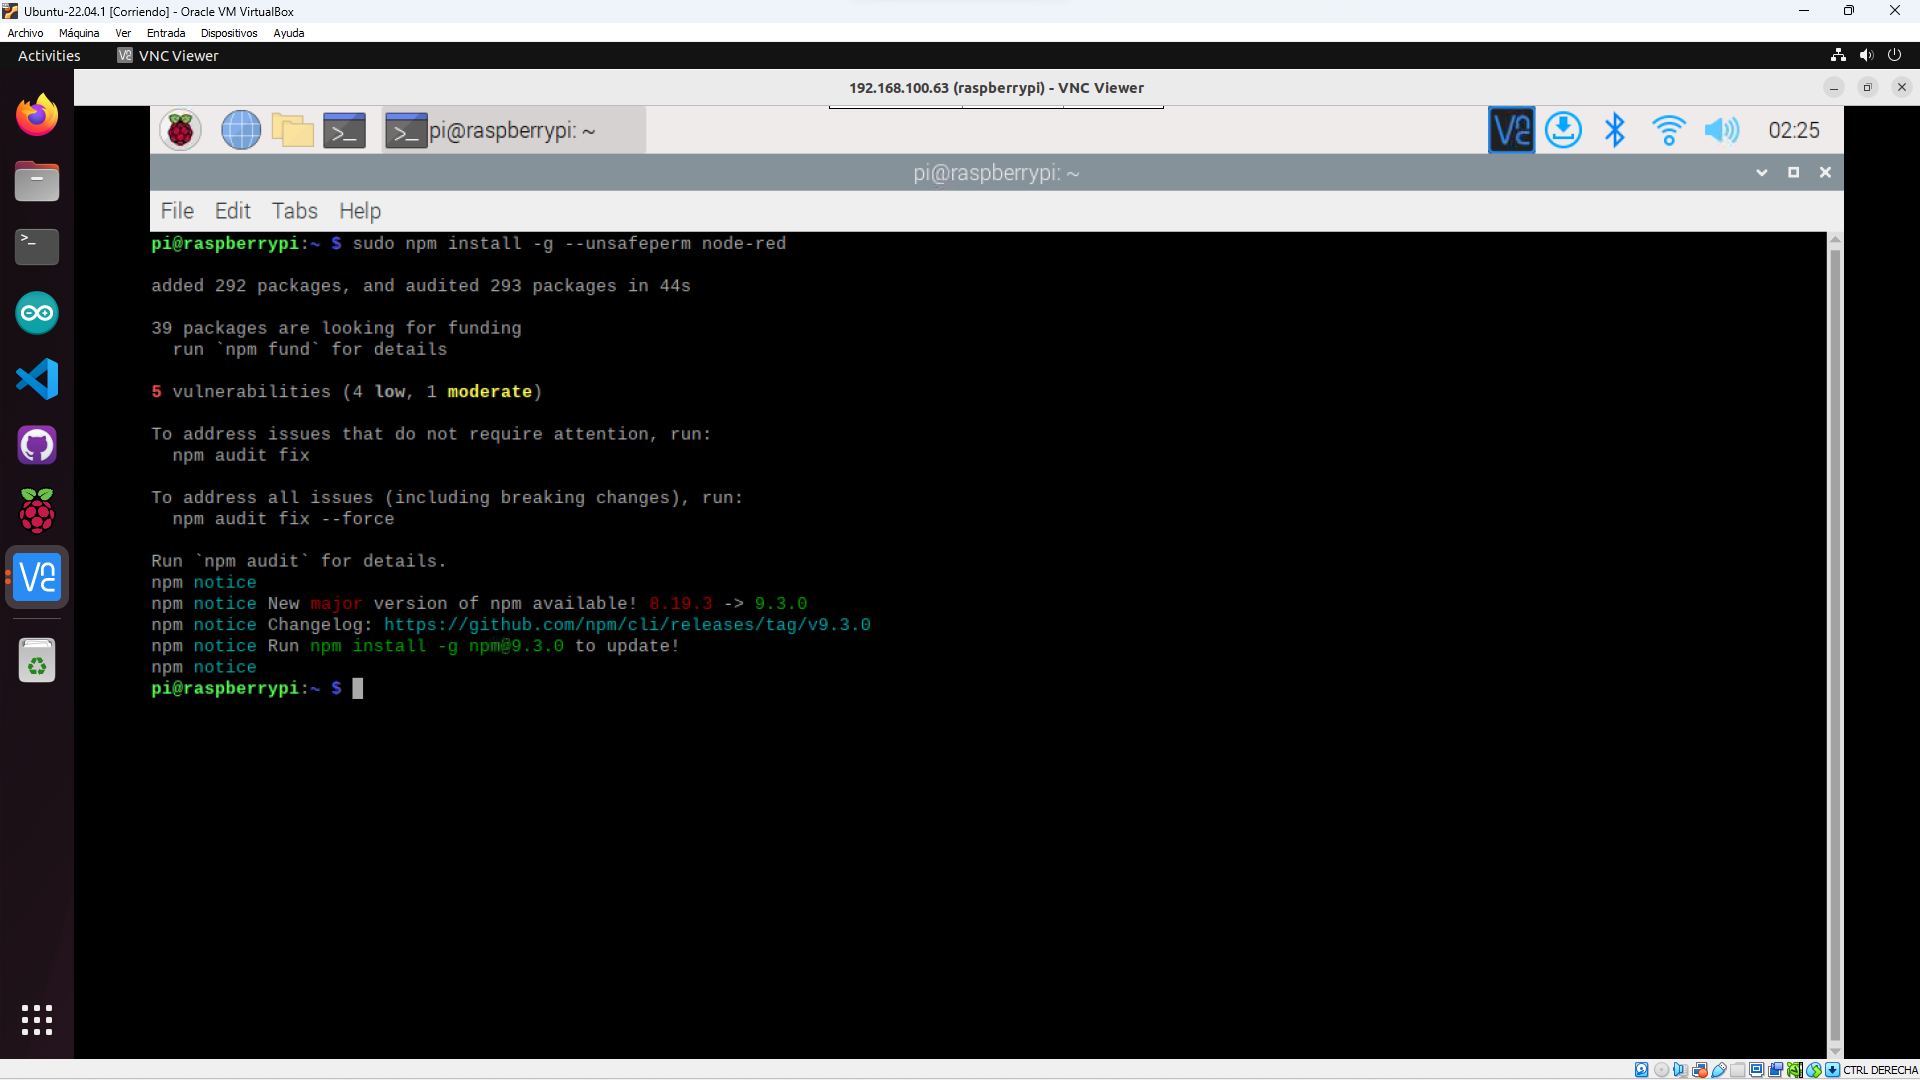 Ubuntu-22.04.1 [Corriendo] - Oracle VM VirtualBox
Archivo Máquina Ver Entrada Dispositivos Ayuda
Activities VNC Viewer
192.168.100.63 (raspberrypi) - VNC Viewer
pi@raspberrypi: ~ 02:25
pi@raspberrypi: ~
File Edit Tabs Help
pi@raspberrypi:~ $ sudo npm install -g --unsafeperm node-red
added 292 packages, and audited 293 packages in 44s
39 packages are looking for funding
run `npm fund` for details
5 vulnerabilities (4 low, 1 moderate)
To address issues that do not require attention, run:
npm audit fix
To address all issues (including breaking changes), run:
npm audit fix --force
Run `npm audit` for details.
npm notice
npm notice New major version of npm available! 8.19.3 -> 9.3.0
npm notice Changelog: https://github.com/npm/cli/releases/tag/v9.3.0
npm notice Run npm install -g npm@9.3.0 to update!
npm notice
pi@raspberrypi:~ $
CTRL DERECHA